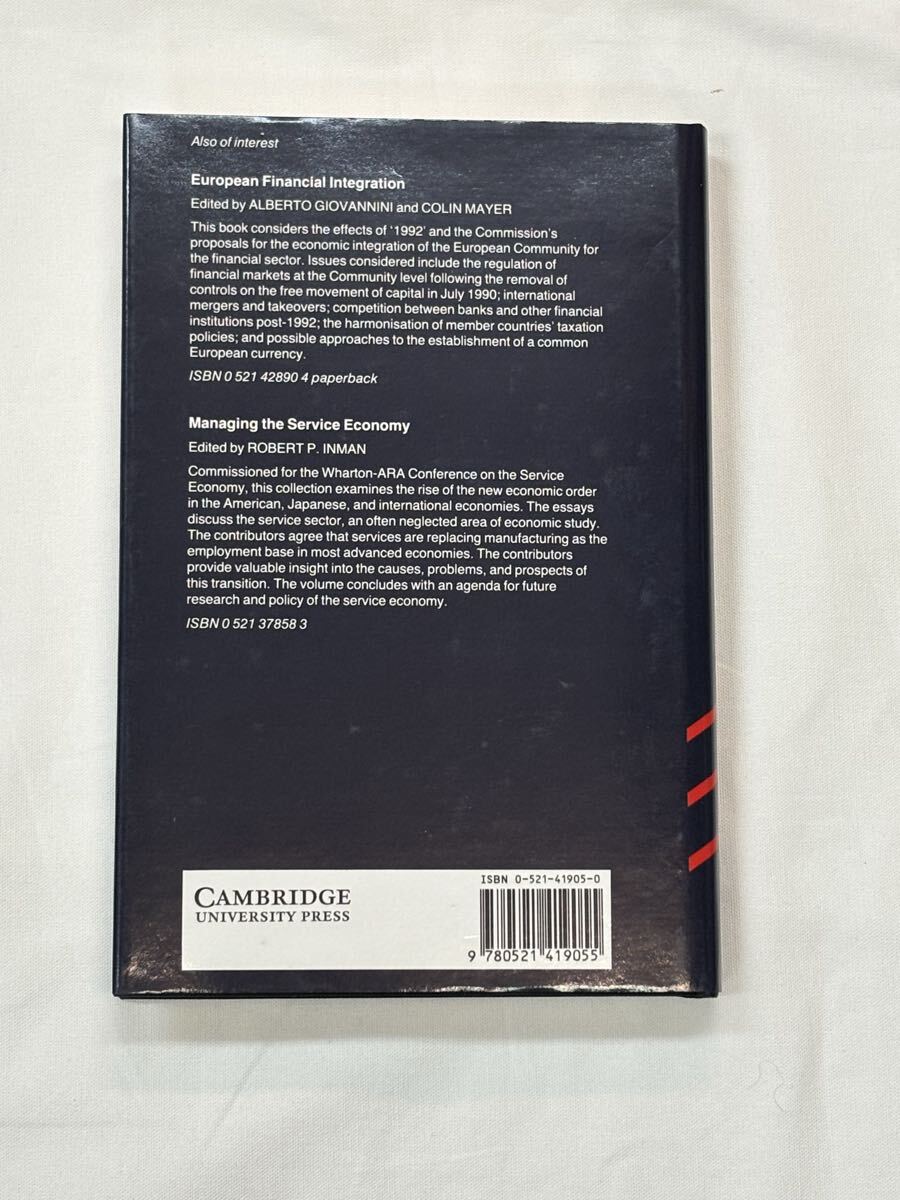 Also of interest
European Financial Integration
Edited by ALBERTO GIOVANNINI and COLIN MAYER
This book considers the effects of ‘1992’ and the Commission’s
proposals for the economic integration of the European Community for
the financial sector. Issues considered include the regulation of
financial markets at the Community level following the removal of
controls on the free movement of capital in July 1990; international
mergers and takeovers; competition between banks and other financial
institutions post-1992; the harmonisation of member countries’ taxation
policies; and possible approaches to the establishment of a common
European currency.
ISBN 0 521 42890 4 paperback
Managing the Service Economy
Edited by ROBERT P. INMAN
Commissioned for the Wharton-ARA Conference on the Service
Economy, this collection examines the rise of the new economic order
in the American, Japanese, and international economies. The essays
discuss the service sector, an often neglected area of economic study.
The contributors agree that services are replacing manufacturing as the
employment base in most advanced economies. The contributors
provide valuable insight into the causes, problems, and prospects of
this transition. The volume concludes with an agenda for future
research and policy of the service economy.
ISBN 0 521 37858 3
CAMBRIDGE
UNIVERSITY PRESS
ISBN 0-521-41905-0
9 780521 419055